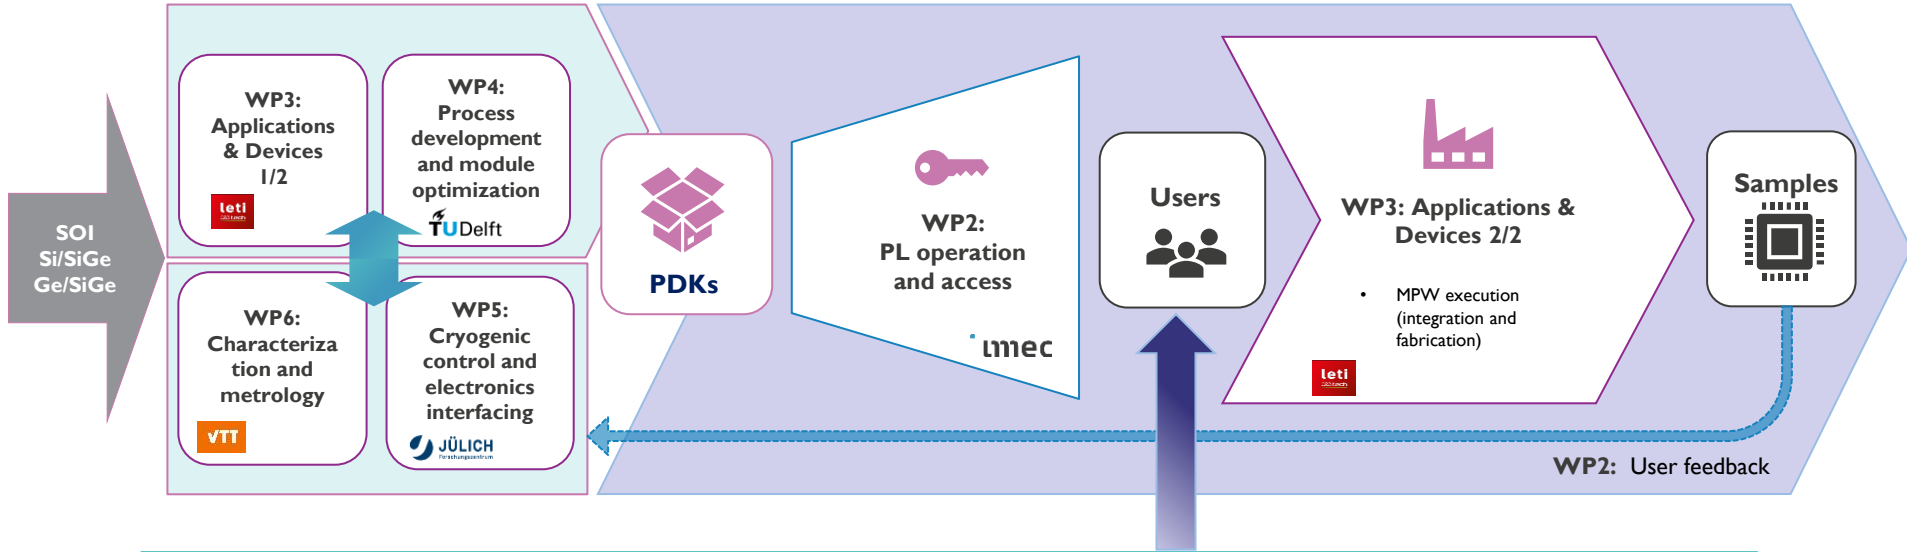 SOI
Si/SiGe
Ge/SiGe
WP3:
Applications
& Devices
1/2
leti
WP4:
Process
development
and module
optimization
TUDelft
WP6:
Characteriza
tion and
metrology
VTT
WP5:
Cryogenic
control and
electronics
interfacing
JÜLICH
Forschungszentrum
PDKs
WP2:
PL operation
and access
imec
Users
WP3: Applications &
Devices 2/2
• MPW execution
(integration and
fabrication)
leti
Samples
WP2: User feedback